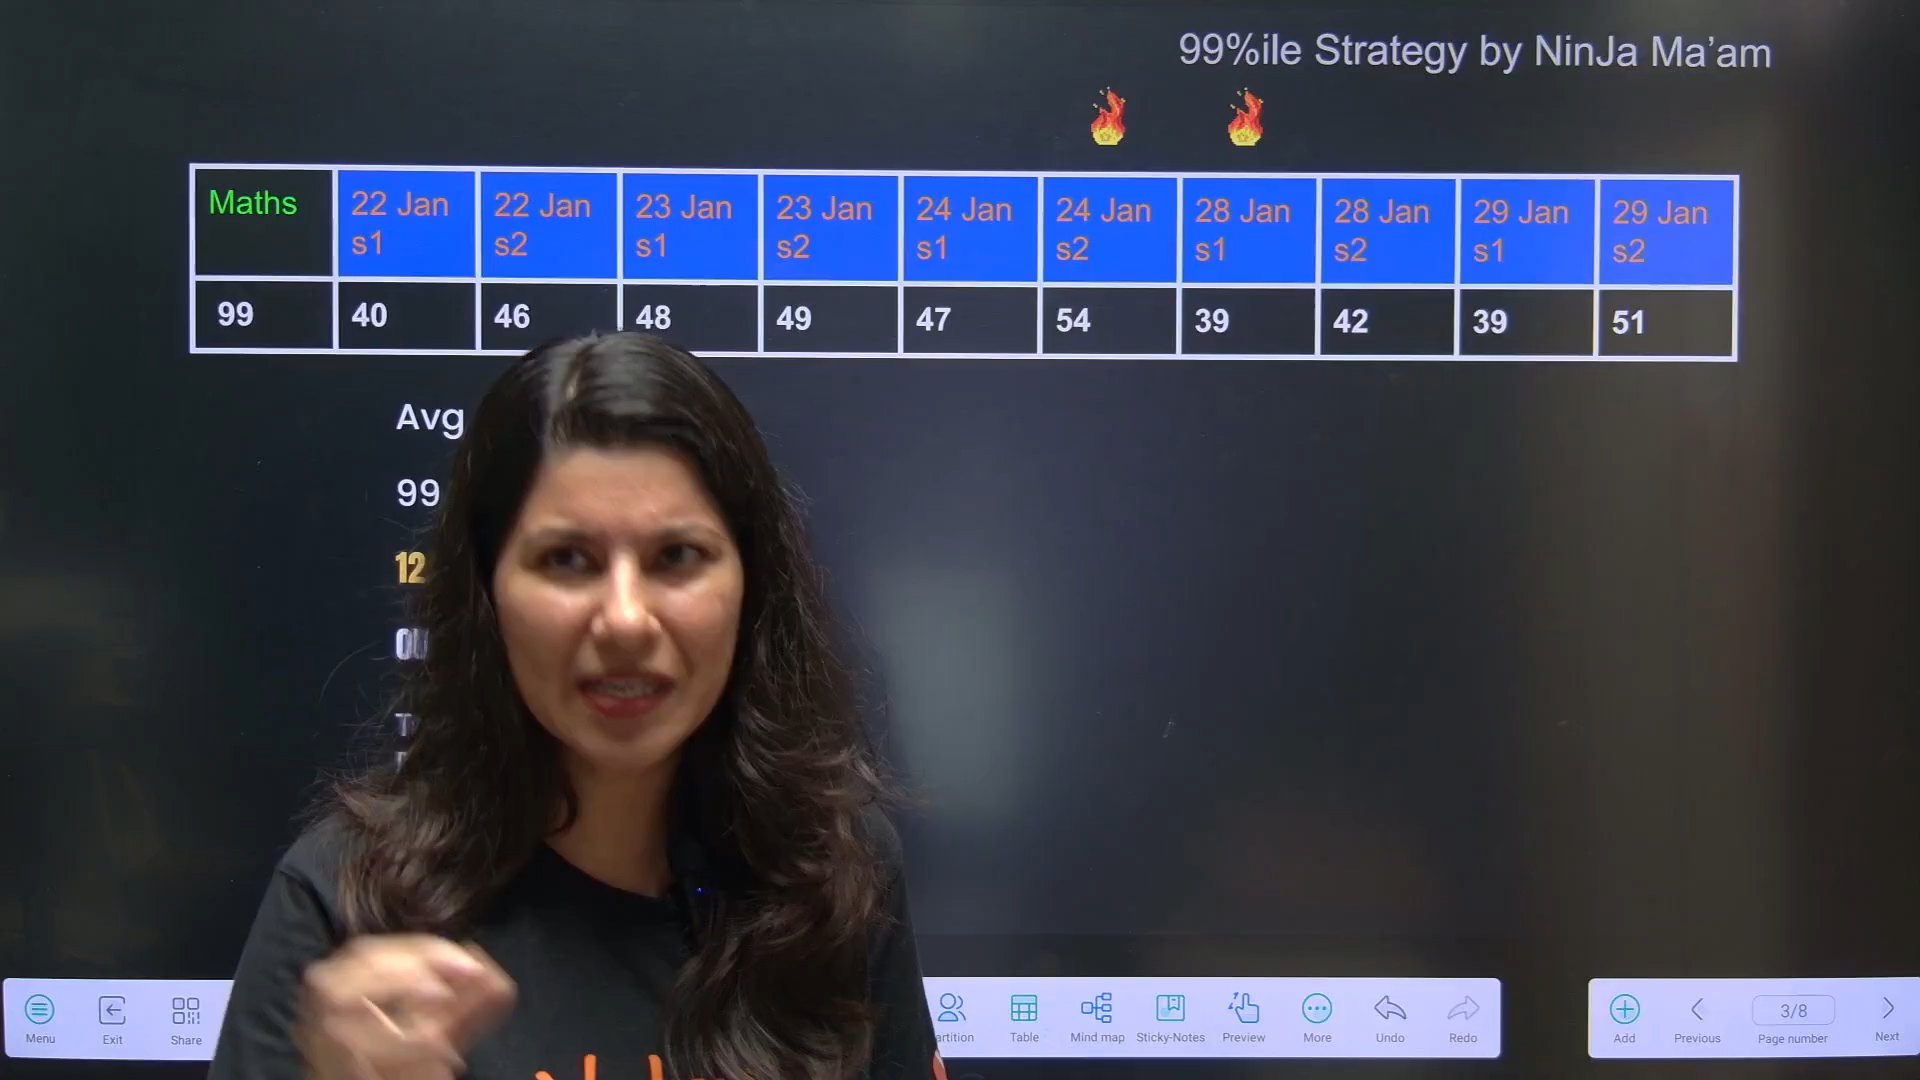 99%ile Strategy by NinJa Ma’am
Maths
22 Jan s1
22 Jan s2
23 Jan s1
23 Jan s2
24 Jan s1
24 Jan s2
28 Jan s1
28 Jan s2
29 Jan s1
29 Jan s2
99 40 46 48 49 47 54 39 42 39 51
Avg
99
12
Menu Exit Share Table Mind map Sticky-Notes Preview More Undo Redo Add Previous 3/8 Page number Next